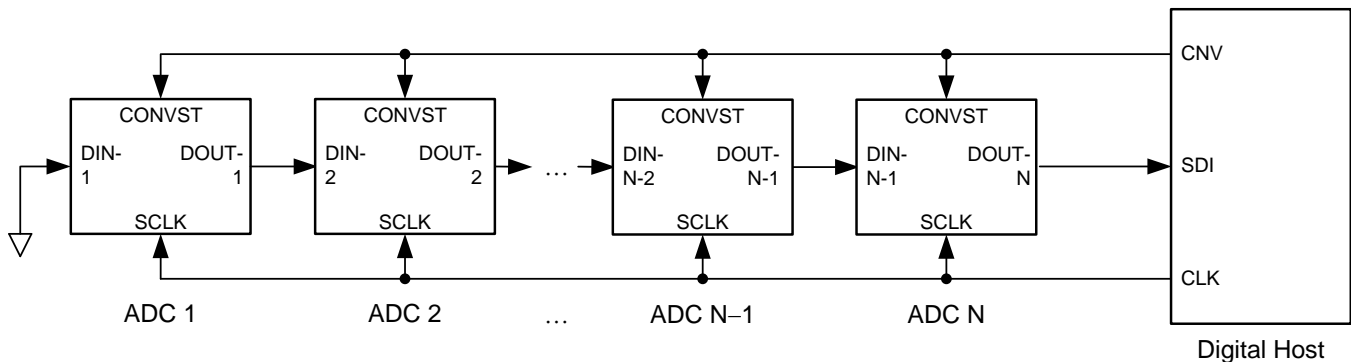 CNV
CONVST CONVST CONVST CONVST
DIN-
1
DOUT-
1
DIN-
2
DOUT-
2
...
DIN-
N-2
DOUT-
N-1
DIN-
N-1
DOUT-
N
SDI
SCLK SCLK SCLK SCLK
CLK
ADC 1 ADC 2 ... ADC N−1 ADC N
Digital Host